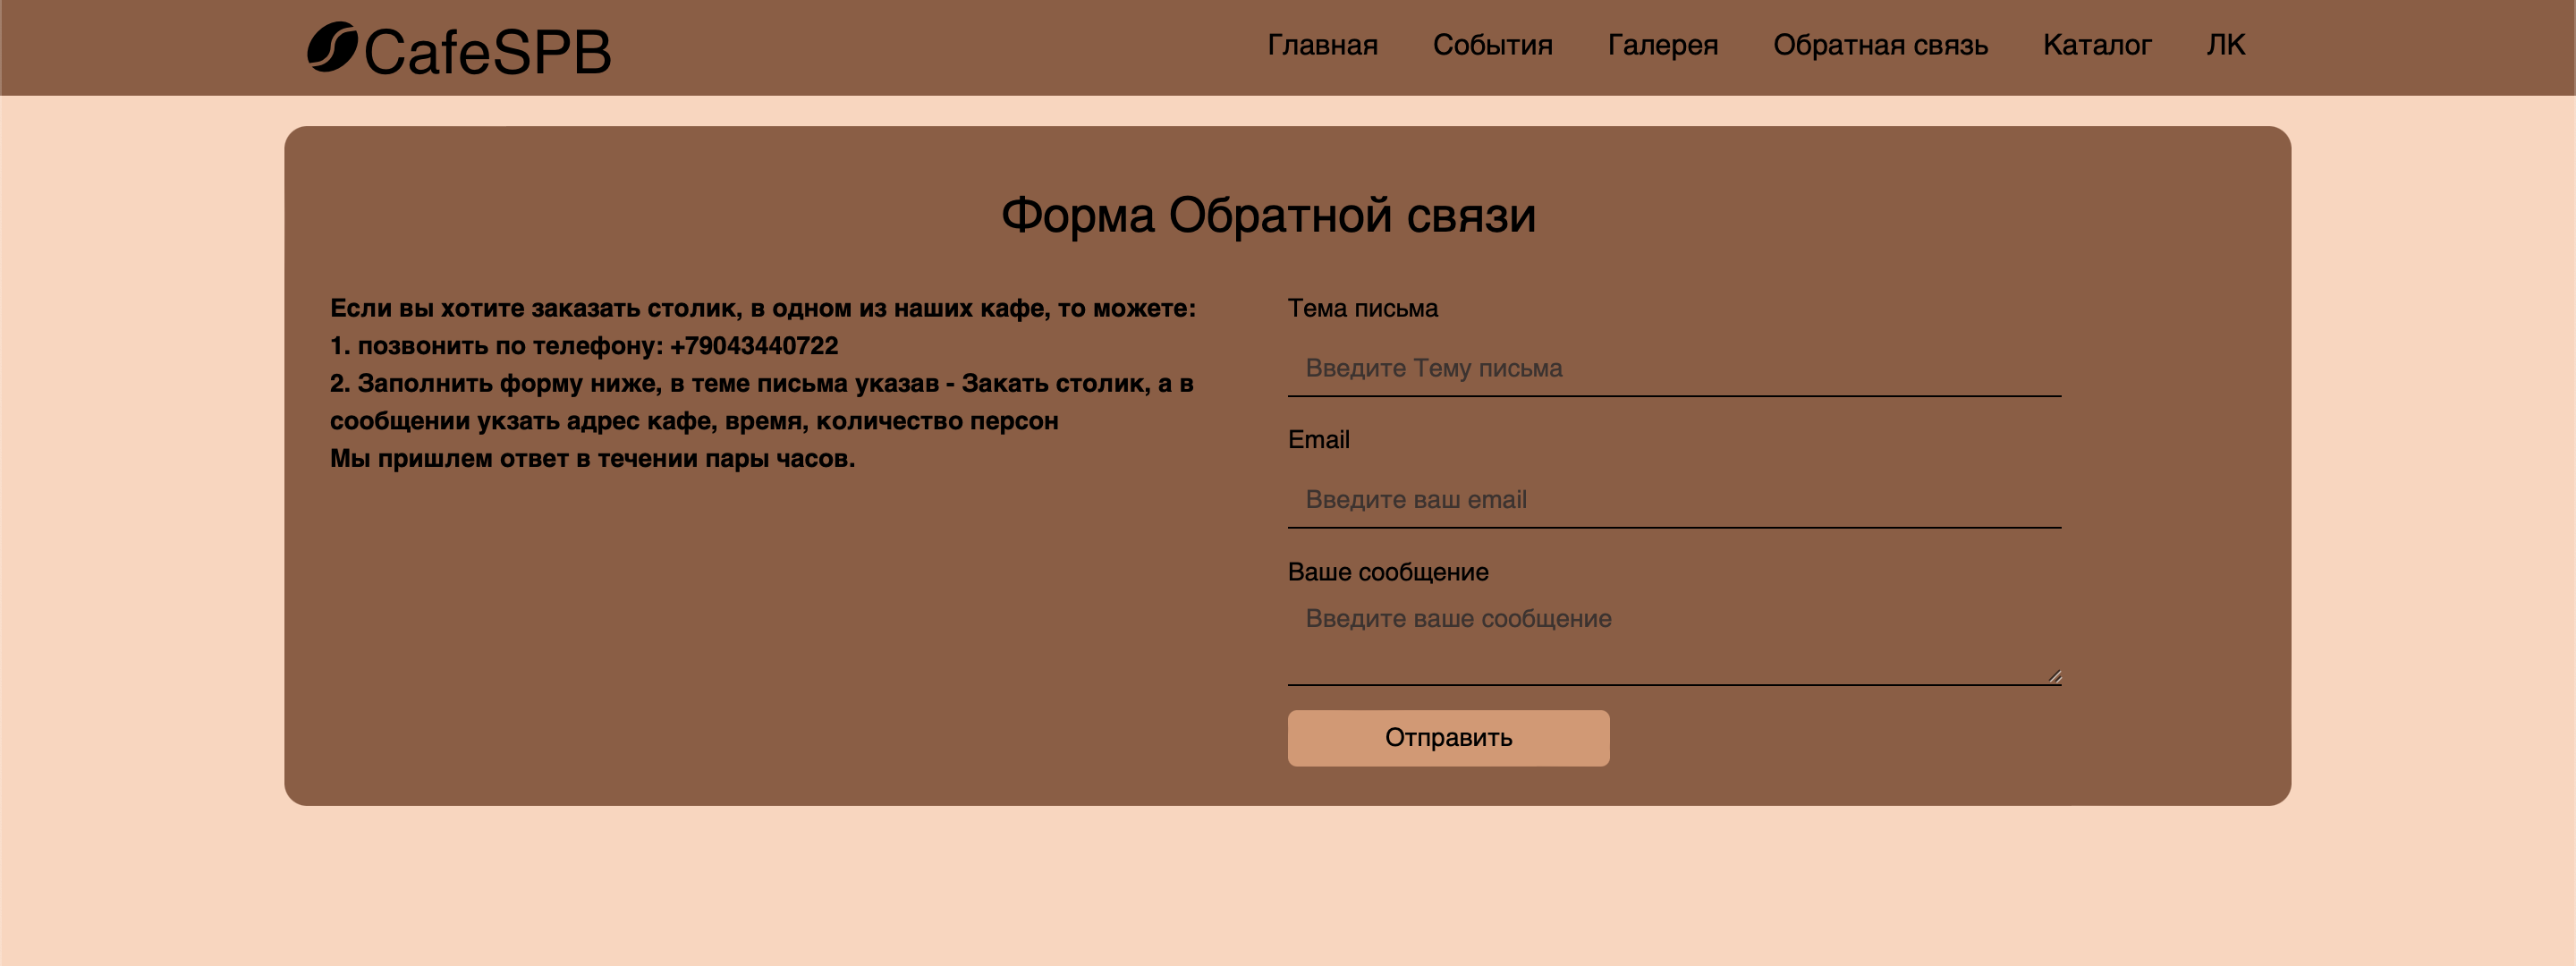 CafeSPB
Главная События Галерея Обратная связь Каталог ЛК
Форма Обратной связи
Если вы хотите заказать столик, в одном из наших кафе, то можете:
1. позвонить по телефону: +79043440722
2. Заполнить форму ниже, в теме письма указав - Закать столик, а в
сообщении укзать адрес кафе, время, количество персон
Мы пришлем ответ в течении пары часов.
Тема письма
Введите Тему письма
Email
Введите ваш email
Ваше сообщение
Введите ваше сообщение
Отправить